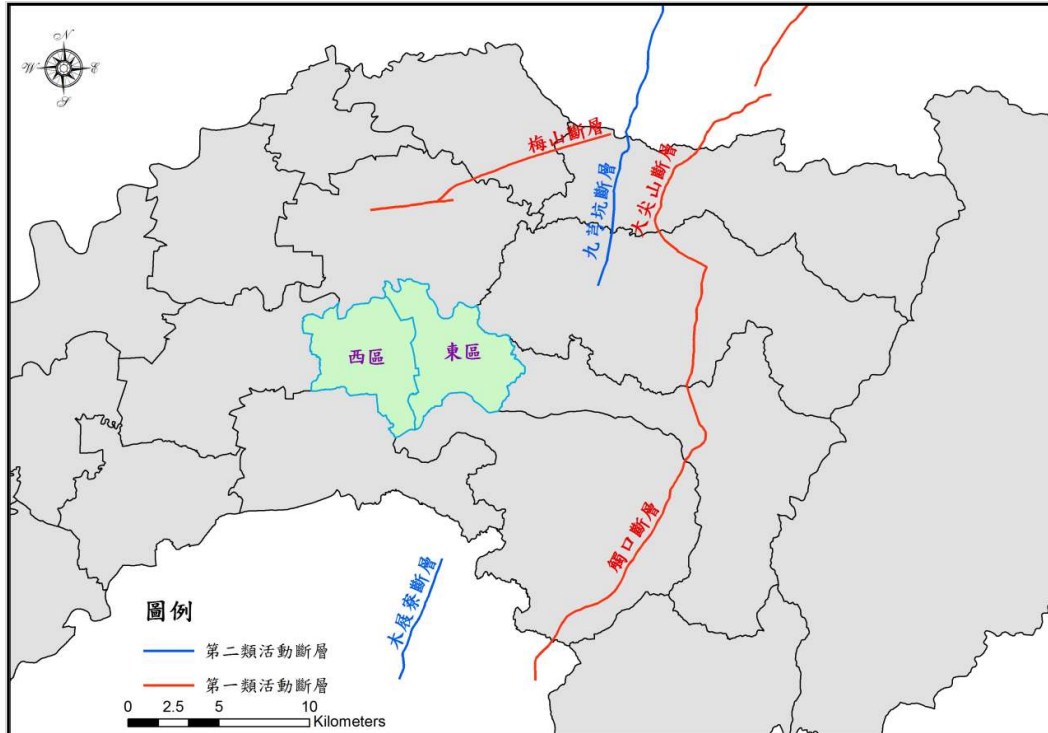 N
W E
S
梅山斷層
九芎坑斷層
大尖山斷層
西區
東區
觸口斷層
木屐寮斷層
圖例
第二類活動斷層
第一類活動斷層
0 2.5 5 10
Kilometers